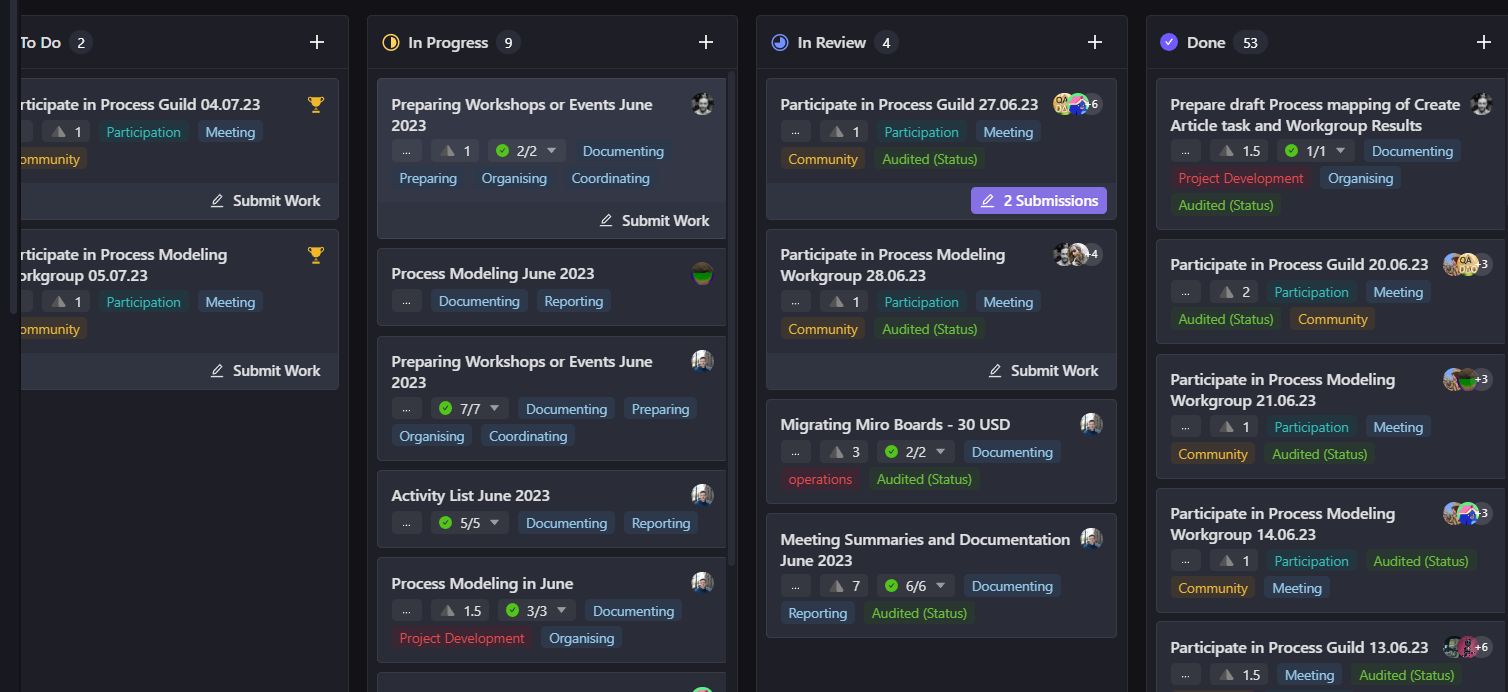 To Do 2
rticipate in Process Guild 04.07.23
1 Participation Meeting
ommunity
Submit Work
rticipate in Process Modeling
orkgroup 05.07.23
1 Participation Meeting
ommunity
Submit Work
In Progress 9
Preparing Workshops or Events June
2023
... 1 2/2 Documenting
Preparing Organising Coordinating
Submit Work
Process Modeling June 2023
... Documenting Reporting
Preparing Workshops or Events June
2023
... 7/7 Documenting Preparing
Organising Coordinating
Activity List June 2023
... 5/5 Documenting Reporting
Process Modeling in June
... 1.5 3/3 Documenting
Project Development Organising
In Review 4
Participate in Process Guild 27.06.23 +6
... 1 Participation Meeting
Community Audited (Status)
2 Submissions
Participate in Process Modeling +4
Workgroup 28.06.23
... 1 Participation Meeting
Community Audited (Status)
Submit Work
Migrating Miro Boards - 30 USD
... 3 2/2 Documenting
operations Audited (Status)
Meeting Summaries and Documentation
June 2023
... 7 6/6 Documenting
Reporting Audited (Status)
Done 53
Prepare draft Process mapping of Create
Article task and Workgroup Results
... 1.5 1/1 Documenting
Project Development Organising
Audited (Status)
Participate in Process Guild 20.06.23 +3
... 2 Participation Meeting
Audited (Status) Community
Participate in Process Modeling +3
Workgroup 21.06.23
... 1 Participation Meeting
Community Audited (Status)
Participate in Process Modeling +3
Workgroup 14.06.23
... 1 Participation Audited (Status)
Community Meeting
Participate in Process Guild 13.06.23 +6
... 1.5 Meeting Audited (Status)